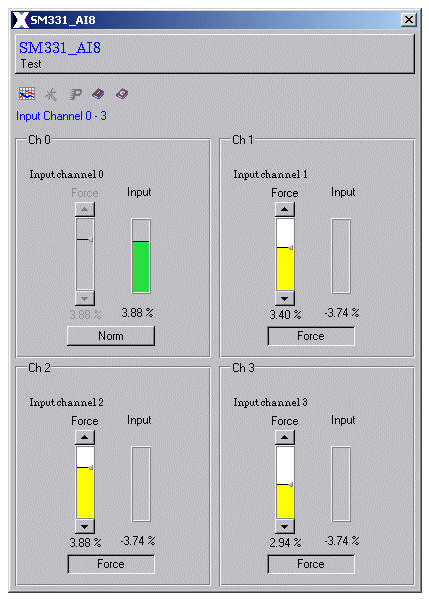 SM331_AI8
SM331_AI8
Test
Input Channel 0 - 3
Ch 0
Input channel 0
Force
Input
3.88 %
3.88 %
Norm
Ch 1
Input channel 1
Force
Input
3.40 %
-3.74 %
Force
Ch 2
Input channel 2
Force
Input
3.88 %
-3.74 %
Force
Ch 3
Input channel 3
Force
Input
2.94 %
-3.74 %
Force